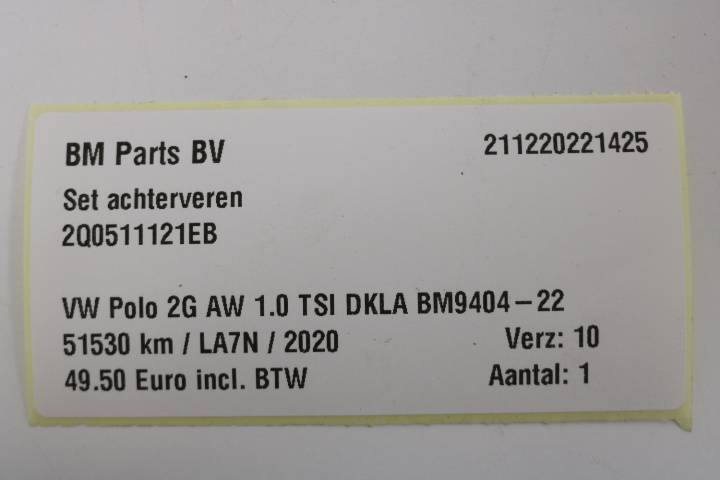 BM Parts BV 211220221425
Set achterveren
2Q0511121EB
VW Polo 2G AW 1.0 TSI DKLA BM9404-22
51530 km / LA7N / 2020 Verz: 10
49.50 Euro incl. BTW Aantal: 1